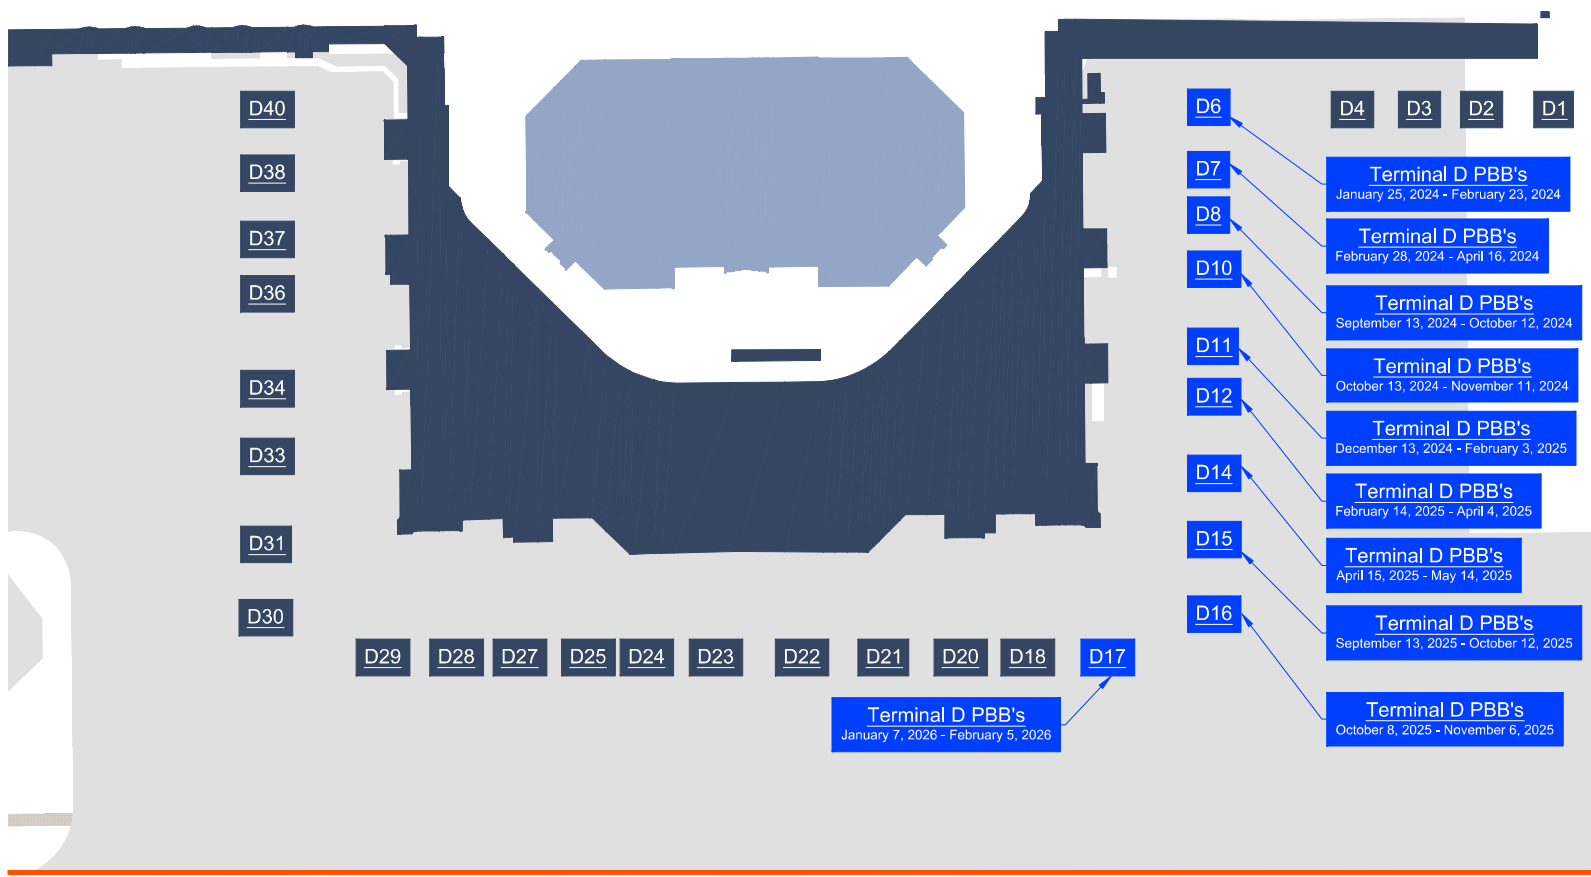 D40
D38
D37
D36
D34
D33
D31
D30
D29
D28
D27
D25
D24
D23
D22
D21
D20
D18
D17
Terminal D PBB's
January 7, 2026 - February 5, 2026
D6
D7
D8
D10
D11
D12
D14
D15
D16
D4
D3
D2
D1
Terminal D PBB's
January 25, 2024 - February 23, 2024
Terminal D PBB's
February 28, 2024 - April 16, 2024
Terminal D PBB's
September 13, 2024 - October 12, 2024
Terminal D PBB's
October 13, 2024 - November 11, 2024
Terminal D PBB's
December 13, 2024 - February 3, 2025
Terminal D PBB's
February 14, 2025 - April 4, 2025
Terminal D PBB's
April 15, 2025 - May 14, 2025
Terminal D PBB's
September 13, 2025 - October 12, 2025
Terminal D PBB's
October 8, 2025 - November 6, 2025